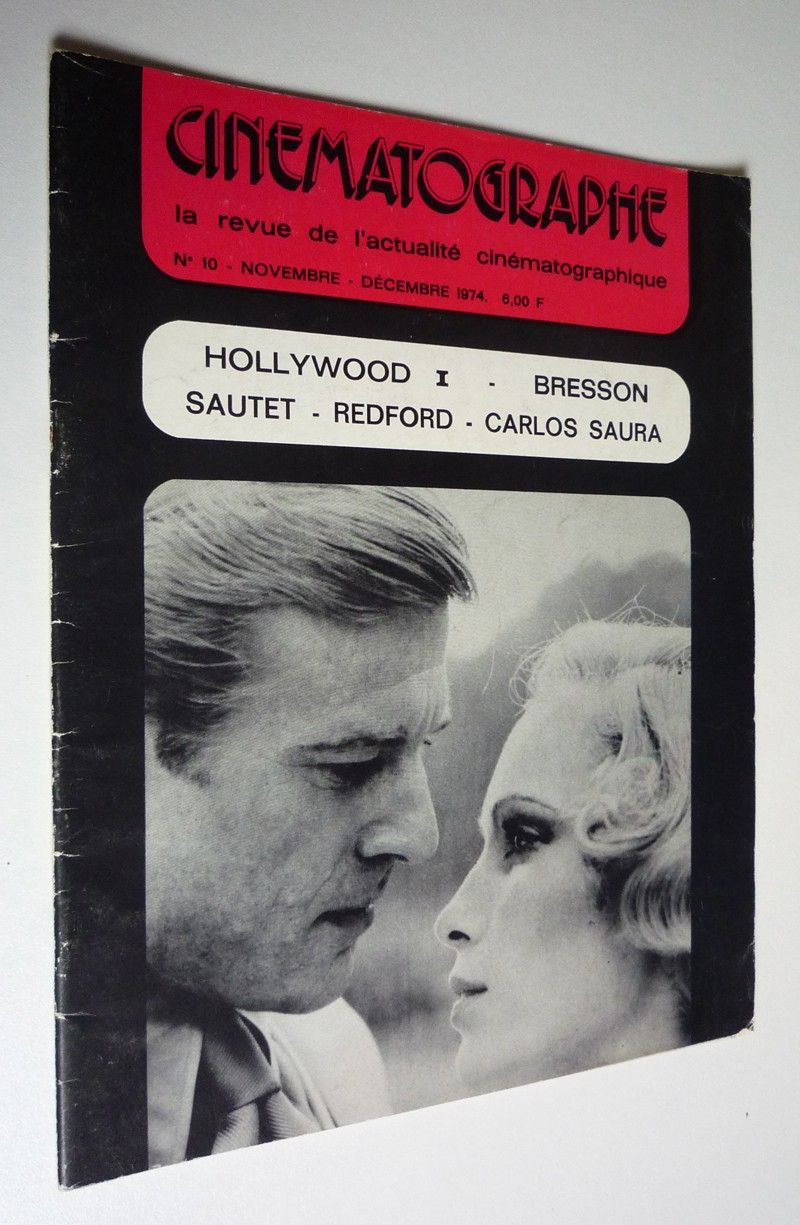 CINEMATOGRAPHE
la revue de l'actualité cinématographique
N° 10 - NOVEMBRE - DÉCEMBRE 1974. 6,00 F
HOLLYWOOD I - BRESSON
SAUTET - REDFORD - CARLOS SAURA